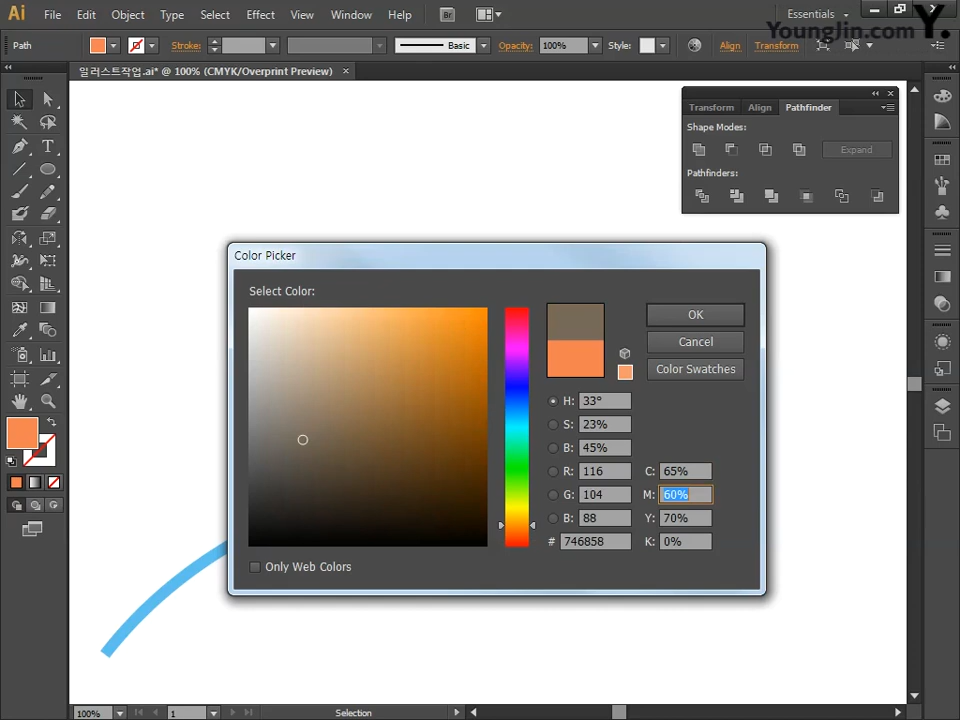 Ai File Edit Object Type Select Effect View Window Help Br Essentials
YoungJin.com Y.
Path Stroke: Basic Opacity: 100% Style: Align Transform
일러스트작업.ai* @ 100% (CMYK/Overprint Preview) ×
Transform Align Pathfinder
Shape Modes:
Expand
Pathfinders:
Color Picker
Select Color:
OK
Cancel
Color Swatches
H: 33°
S: 23%
B: 45%
R: 116 C: 65%
G: 104 M: 60%
B: 88 Y: 70%
# 746858 K: 0%
Only Web Colors
100% 1 Selection